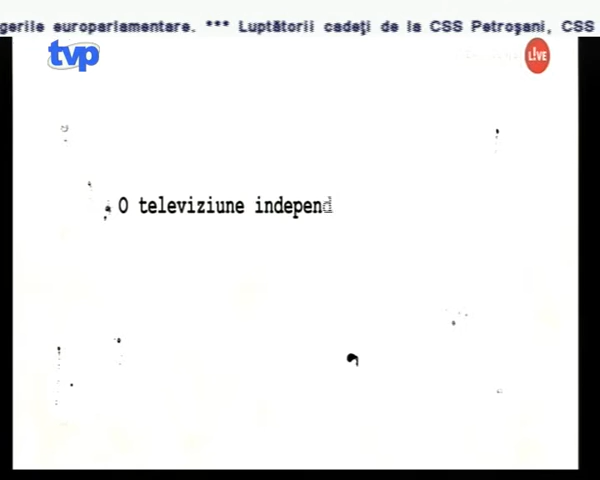 gerile europarlamentare. *** Luptătorii cadeţi de la CSS Petroşani, CSS
tvp
LIVE
O televiziune independ